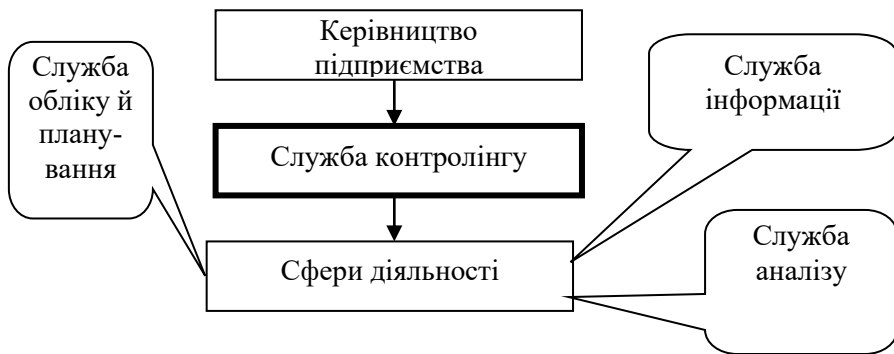 Керівництво
підприємства
Служба
обліку й
плану-
вання
Служба
інформації
Служба контролінгу
Сфери діяльності
Служба
аналізу